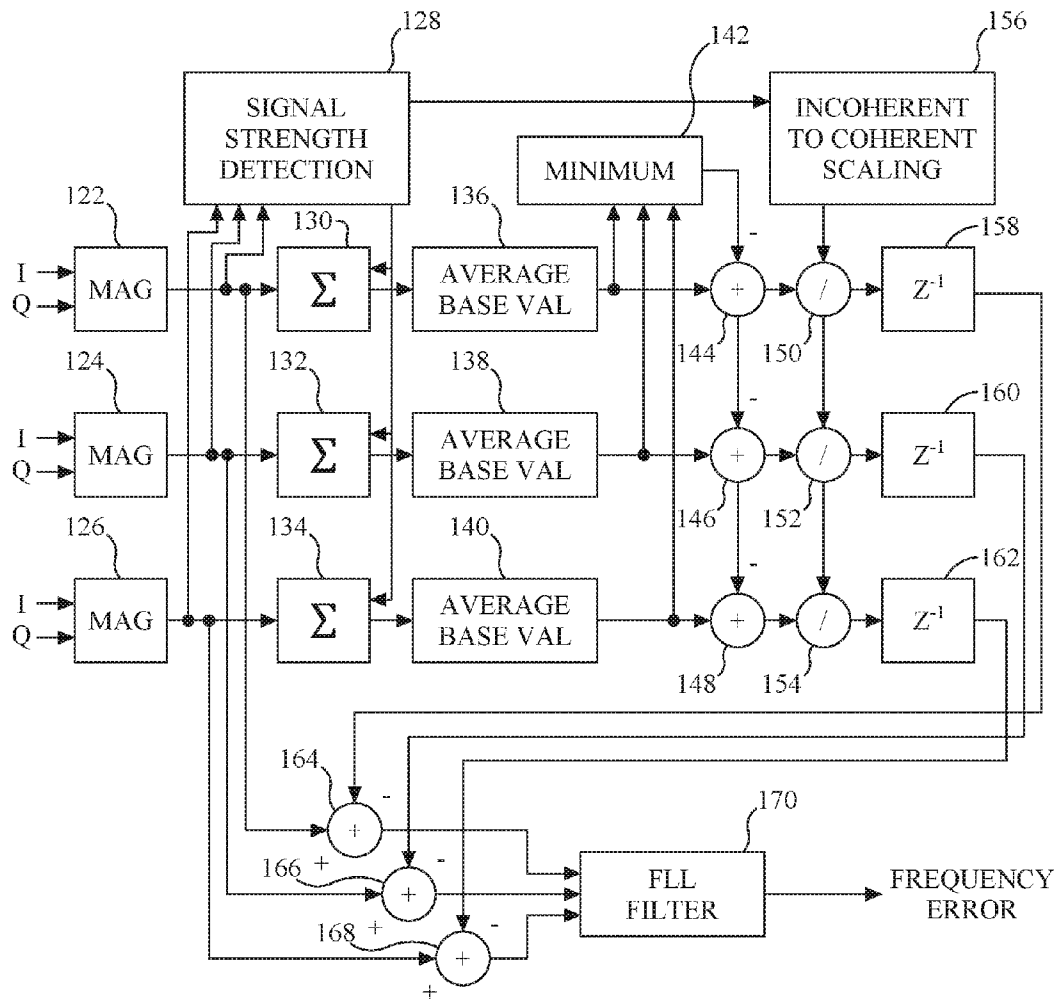 128
142
156
SIGNAL
STRENGTH
DETECTION
INCOHERENT
TO COHERENT
SCALING
MINIMUM
122
130
136
158
-
I
Q
MAG
Σ
AVERAGE
BASE VAL
+
/
Z⁻¹
144
150
124
132
138
160
-
I
Q
MAG
Σ
AVERAGE
BASE VAL
+
/
Z⁻¹
146
152
126
134
140
162
-
I
Q
MAG
Σ
AVERAGE
BASE VAL
+
/
Z⁻¹
148
154
164
-
+
+
170
166
-
+
+
FLL
FILTER
FREQUENCY
ERROR
168
-
+
+